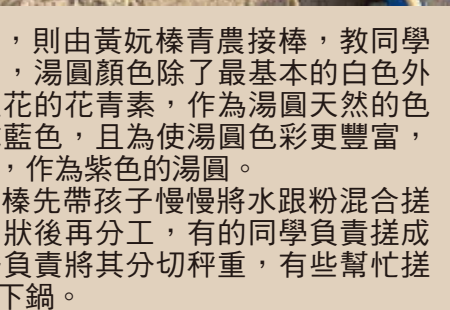 ，則由黃妧榛青農接棒，教同學
，湯圓顏色除了最基本的白色外
花的花青素，作為湯圓天然的色
藍色，且為使湯圓色彩更豐富，
，作為紫色的湯圓。
榛先帶孩子慢慢將水跟粉混合搓
狀後再分工，有的同學負責搓成
負責將其分切秤重，有些幫忙搓
下鍋。